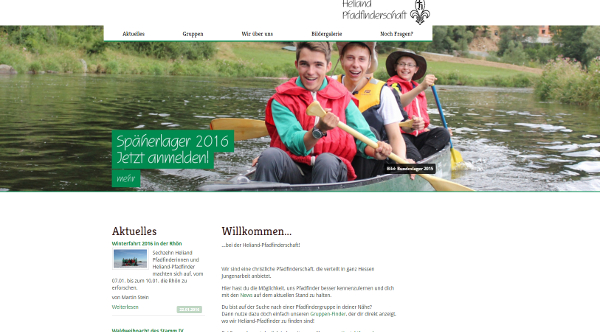 Heliand
Pfadfinderschaft
Aktuelles
Gruppen
Wir über uns
Bildergalerie
Noch Fragen?
Späherlager 2016
Jetzt anmelden!
mehr
Bild: Bundeslager 2015
Aktuelles
Winterfahrt 2016 in der Rhön
Sechzehn Heliand
Pfadfinderinnen und
Heliand-Pfadfinder
machten sich auf, vom
07.01. bis zum 10.01. die Rhön zu
erforschen.
von Martin Wein
Weiterlesen
Waldweihnacht des Stamm IV
Willkommen...
...bei der Heliand-Pfadfinderschaft!
Wir sind eine christliche Pfadfinderschaft, die verteilt in ganz Hessen
Jungenarbeit anbietet.
Hier hast du die Möglichkeit, uns Pfadfinder besser kennenzulernen und dich
mit den News auf dem aktuellen Stand zu halten.
Du bist auf der Suche nach einer Pfadfindergruppe in deiner Nähe?
Dann nutze dazu doch einfach unseren Gruppen-Finder, der dir direkt anzeigt,
wo wir Heliand-Pfadfinder zu finden sind!